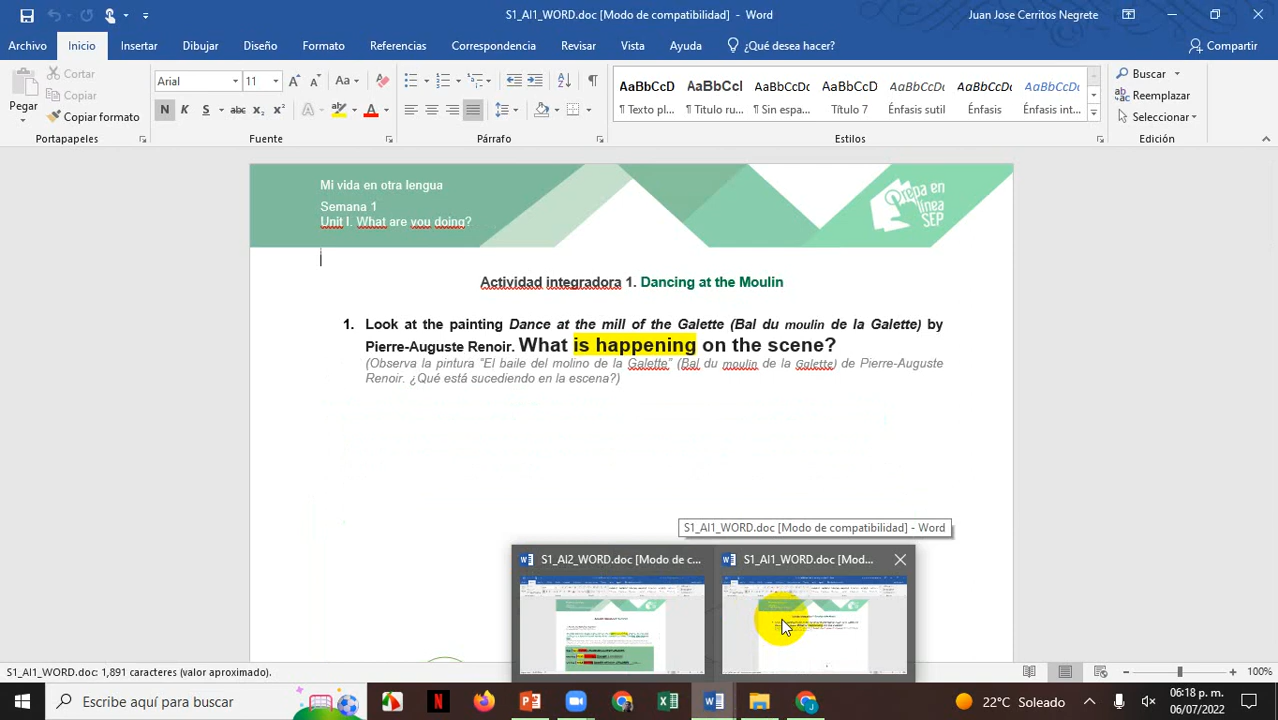 S1_AI1_WORD.doc [Modo de compatibilidad] - Word
Juan Jose Cerritos Negrete
Archivo Inicio Insertar Dibujar Diseño Formato Referencias Correspondencia Revisar Vista Ayuda ¿Qué desea hacer? Compartir
Pegar
Cortar
Copiar
Copiar formato
Arial 11 Aa
N K S abc x₂ x² A A
AaBbCcD AaBbCcI AaBbCcDc AaBbCcD AaBbCcDc AaBbCcDc AaBbCcDc
¶ Texto pl... ¶ Titulo ru... ¶ Sin espa... ¶ Título 7 Énfasis sutil Énfasis Énfasis int...
Buscar
Reemplazar
Seleccionar
Portapapeles Fuente Párrafo Estilos Edición
Mi vida en otra lengua
Semana 1
Unit I. What are you doing?
Prepa en
línea
SEP
Actividad integradora 1. Dancing at the Moulin
1. Look at the painting Dance at the mill of the Galette (Bal du moulin de la Galette) by
Pierre-Auguste Renoir. What is happening on the scene?
(Observa la pintura "El baile del molino de la Galette" (Bal du moulin de la Galette) de Pierre-Auguste
Renoir. ¿Qué está sucediendo en la escena?)
S1_AI1_WORD.doc [Modo de compatibilidad] - Word
S1_AI2_WORD.doc [Modo de c... S1_AI1_WORD.doc [Mod...
S1_AI1_WORD.doc: 1,891 caracteres (valor aproximado).
100%
Escribe aquí para buscar
22°C Soleado
06:18 p. m.
06/07/2022